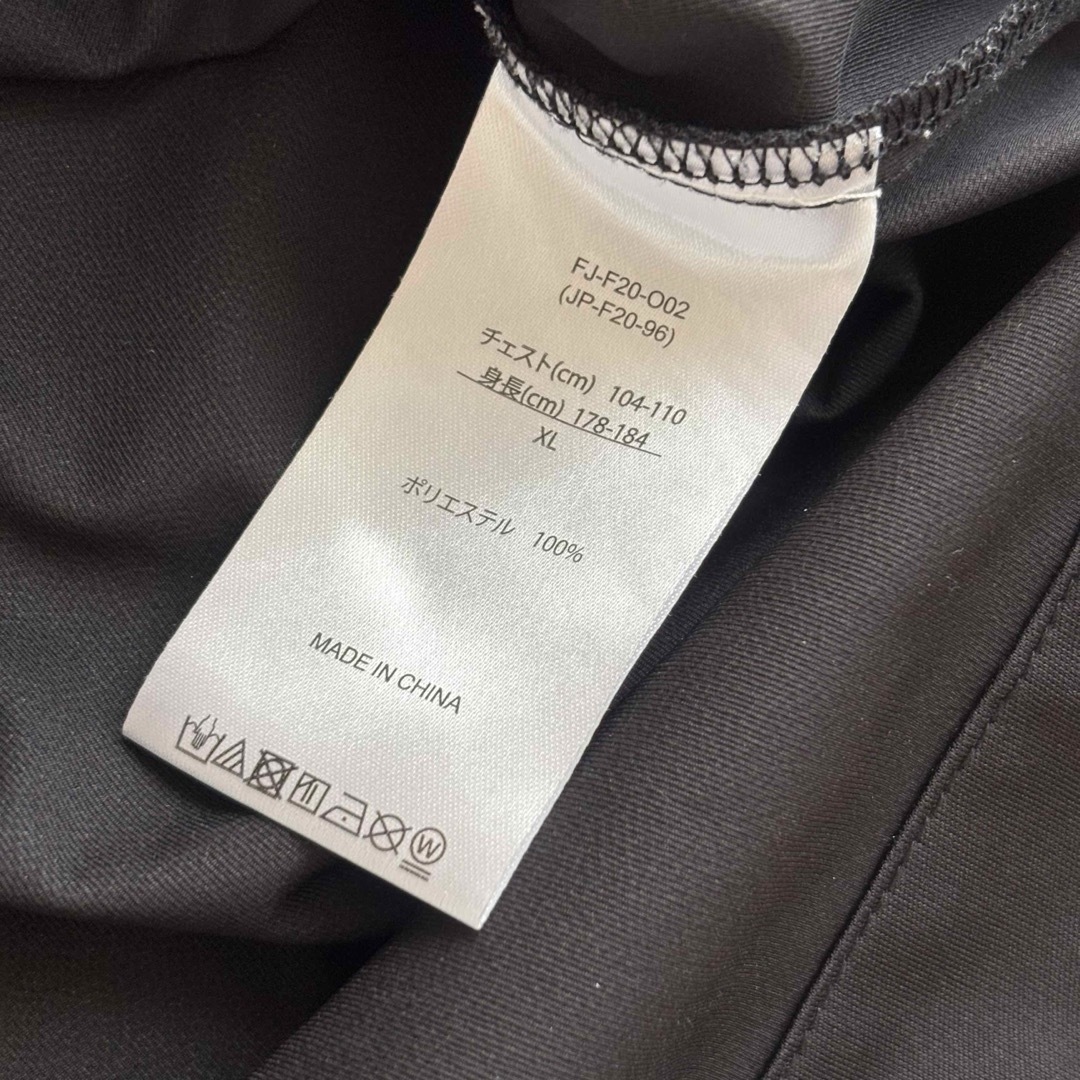 FJ-F20-O02
(JP-F20-96)
チェスト(cm) 104-110
身長(cm) 178-184
XL
ポリエステル 100%
MADE IN CHINA
W